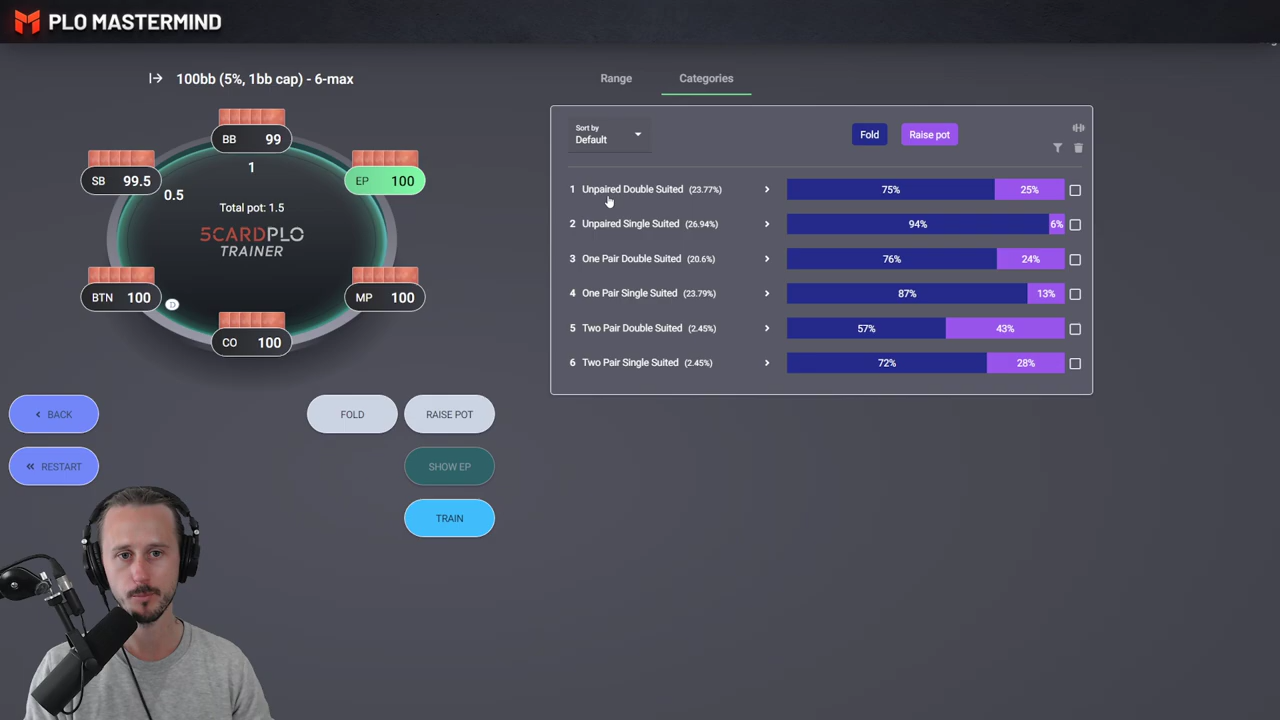 PLO MASTERMIND
100bb (5%, 1bb cap) - 6-max
BB 99
SB 99.5
EP 100
1
0.5
Total pot: 1.5
5CARDPLO
TRAINER
BTN 100
D
MP 100
CO 100
BACK
RESTART
FOLD
RAISE POT
SHOW EP
TRAIN
Range
Categories
Sort by
Default
Fold
Raise pot
1 Unpaired Double Suited (23.77%) 75% 25%
2 Unpaired Single Suited (26.94%) 94% 6%
3 One Pair Double Suited (20.6%) 76% 24%
4 One Pair Single Suited (23.79%) 87% 13%
5 Two Pair Double Suited (2.45%) 57% 43%
6 Two Pair Single Suited (2.45%) 72% 28%